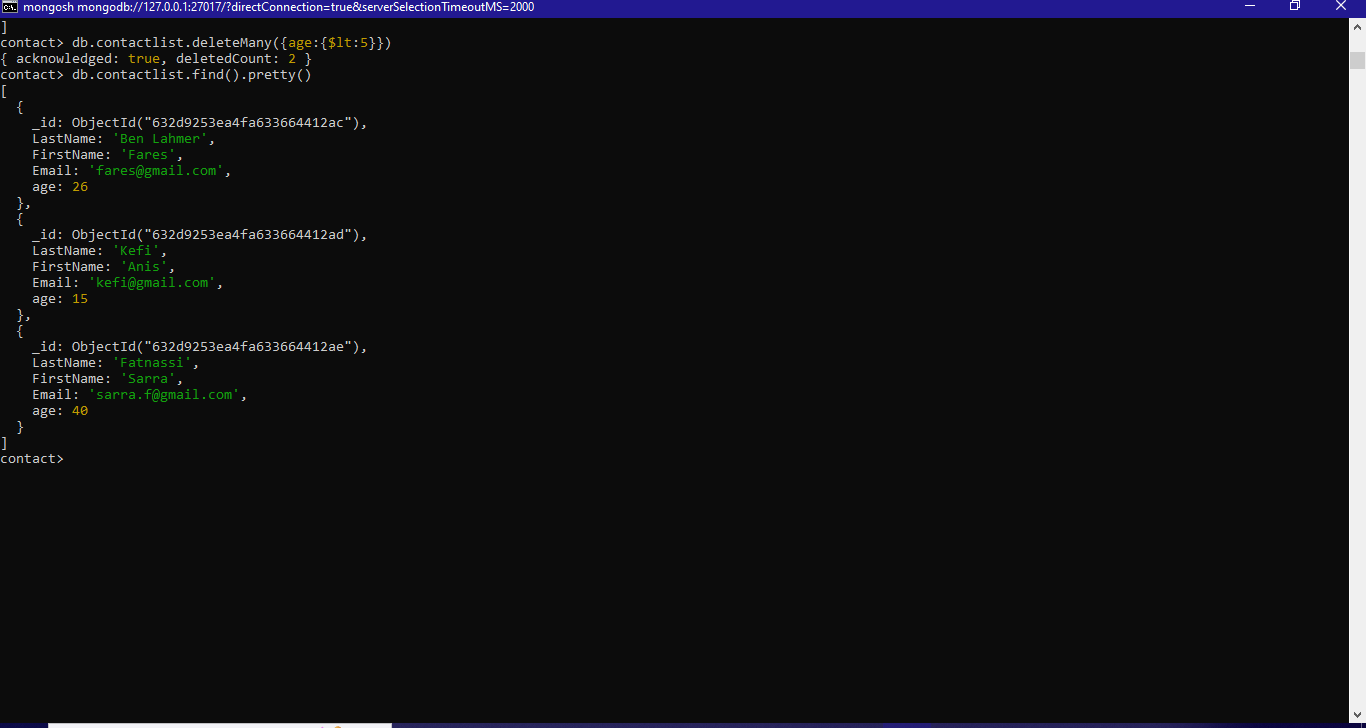 mongosh mongodb://127.0.0.1:27017/?directConnection=true&serverSelectionTimeoutMS=2000
]
contact> db.contactlist.deleteMany({age:{$lt:5}})
{ acknowledged: true, deletedCount: 2 }
contact> db.contactlist.find().pretty()
[
  {
    _id: ObjectId("632d9253ea4fa633664412ac"),
    LastName: 'Ben Lahmer',
    FirstName: 'Fares',
    Email: 'fares@gmail.com',
    age: 26
  },
  {
    _id: ObjectId("632d9253ea4fa633664412ad"),
    LastName: 'Kefi',
    FirstName: 'Anis',
    Email: 'kefi@gmail.com',
    age: 15
  },
  {
    _id: ObjectId("632d9253ea4fa633664412ae"),
    LastName: 'Fatnassi',
    FirstName: 'Sarra',
    Email: 'sarra.f@gmail.com',
    age: 40
  }
]
contact>